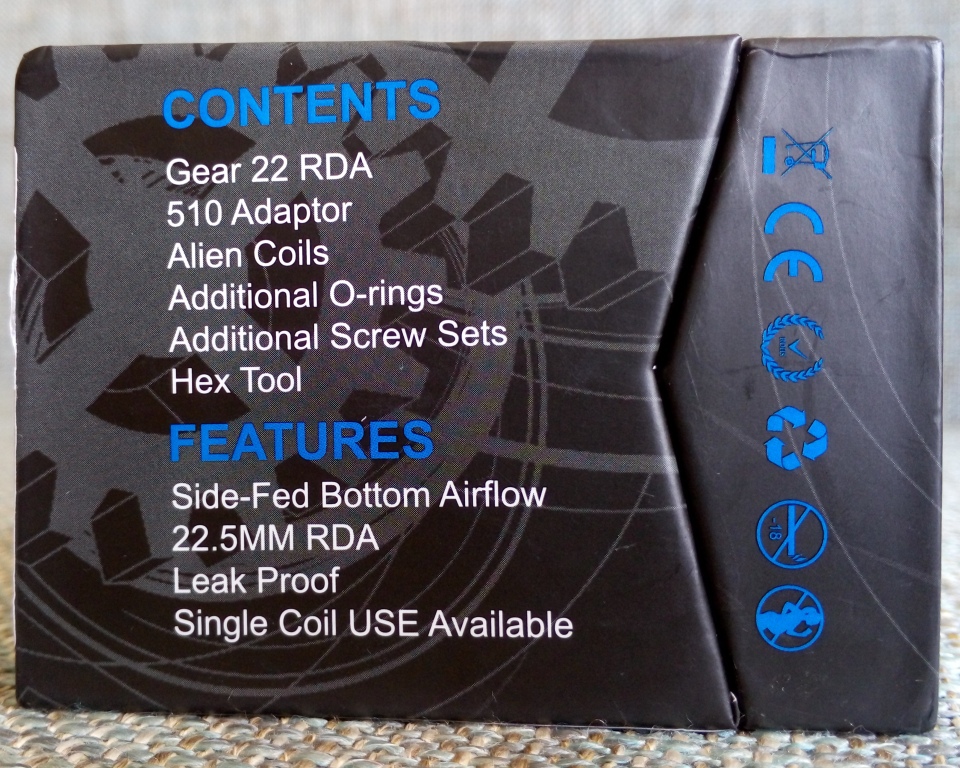 CONTENTS
Gear 22 RDA
510 Adaptor
Alien Coils
Additional O-rings
Additional Screw Sets
Hex Tool
FEATURES
Side-Fed Bottom Airflow
22.5MM RDA
Leak Proof
Single Coil USE Available
CE
-18